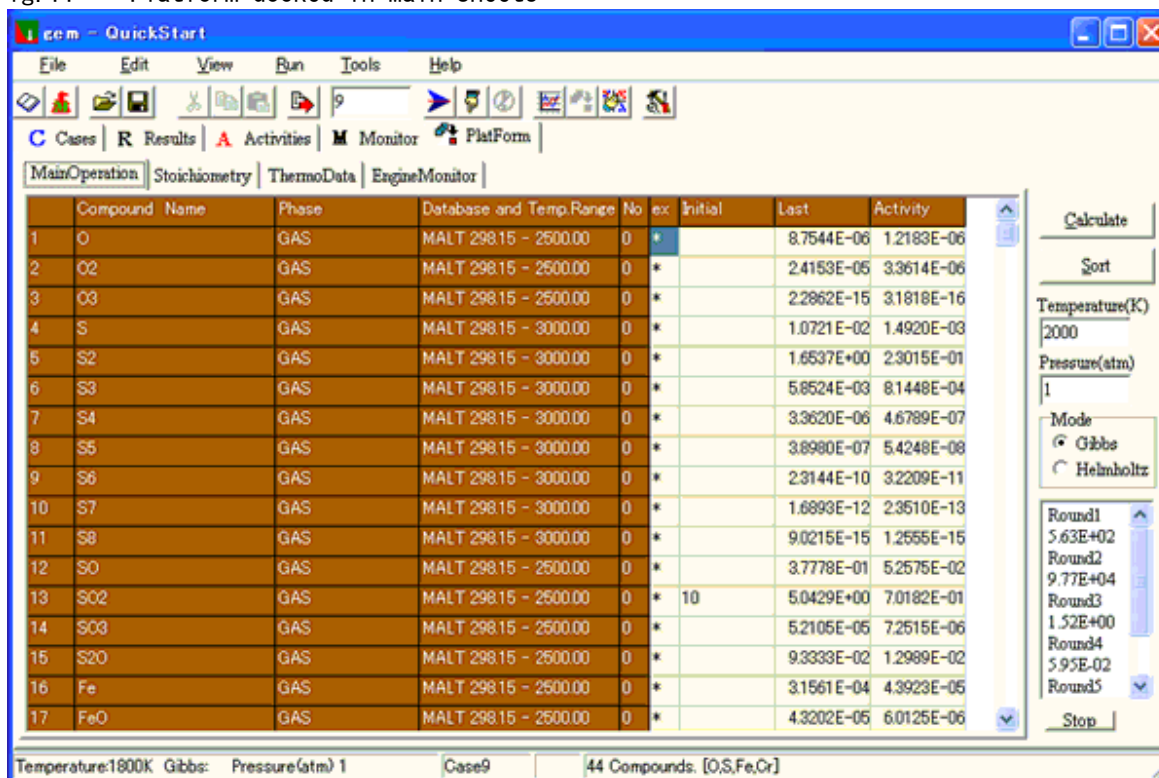 gem - QuickStart
File Edit View Run Tools Help
9
C Cases R Results A Activities M Monitor PlatForm
MainOperation Stoichiometry ThermoData EngineMonitor
Compound Name Phase Database and Temp.Range No ex Initial Last Activity
1 O GAS MALT 298.15 - 2500.00 0 * 8.7544E-06 1.2183E-06
2 O2 GAS MALT 298.15 - 2500.00 0 * 2.4153E-05 3.3614E-06
3 O3 GAS MALT 298.15 - 2500.00 0 * 2.2862E-15 3.1818E-16
4 S GAS MALT 298.15 - 3000.00 0 * 1.0721E-02 1.4920E-03
5 S2 GAS MALT 298.15 - 3000.00 0 * 1.6537E+00 2.3015E-01
6 S3 GAS MALT 298.15 - 3000.00 0 * 5.8524E-03 8.1448E-04
7 S4 GAS MALT 298.15 - 3000.00 0 * 3.3620E-06 4.6789E-07
8 S5 GAS MALT 298.15 - 3000.00 0 * 3.8980E-07 5.4248E-08
9 S6 GAS MALT 298.15 - 3000.00 0 * 2.3144E-10 3.2209E-11
10 S7 GAS MALT 298.15 - 3000.00 0 * 1.6893E-12 2.3510E-13
11 S8 GAS MALT 298.15 - 3000.00 0 * 9.0215E-15 1.2555E-15
12 SO GAS MALT 298.15 - 2500.00 0 * 3.7778E-01 5.2575E-02
13 SO2 GAS MALT 298.15 - 2500.00 0 * 10 5.0429E+00 7.0182E-01
14 SO3 GAS MALT 298.15 - 2500.00 0 * 5.2105E-05 7.2515E-06
15 S2O GAS MALT 298.15 - 2500.00 0 * 9.3333E-02 1.2989E-02
16 Fe GAS MALT 298.15 - 2500.00 0 * 3.1561E-04 4.3923E-05
17 FeO GAS MALT 298.15 - 2500.00 0 * 4.3202E-05 6.0125E-06
Calculate
Sort
Temperature(K)
2000
Pressure(atm)
1
Mode
Gibbs
Helmholtz
Round1
5.63E+02
Round2
9.77E+04
Round3
1.52E+00
Round4
5.95E-02
Round5
Stop
Temperature:1800K Gibbs: Pressure(atm) 1 Case9 44 Compounds. [O,S,Fe,Cr]